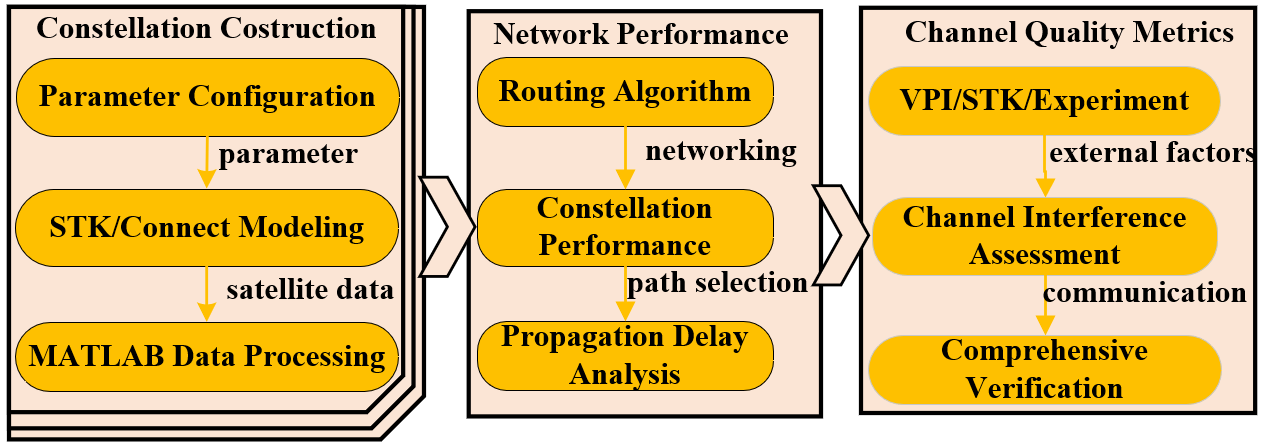 Constellation Costruction
Parameter Configuration
parameter
STK/Connect Modeling
satellite data
MATLAB Data Processing
Network Performance
Routing Algorithm
networking
Constellation
Performance
path selection
Propagation Delay
Analysis
Channel Quality Metrics
VPI/STK/Experiment
external factors
Channel Interference
Assessment
communication
Comprehensive
Verification